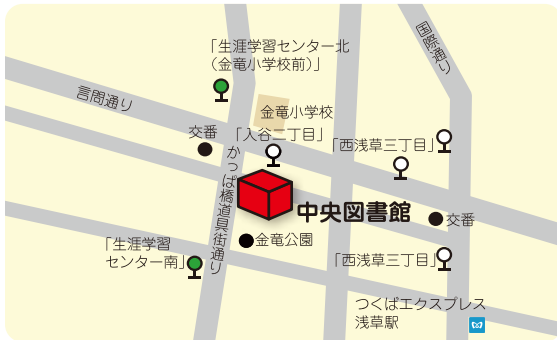 「生涯学習センター北
（金竜小学校前）」
国際通り
言問通り
金竜小学校
交番
「入谷二丁目」
「西浅草三丁目」
かっぱ橋道具街通り
中央図書館
交番
金竜公園
「生涯学習
センター南」
「西浅草三丁目」
つくばエクスプレス
浅草駅